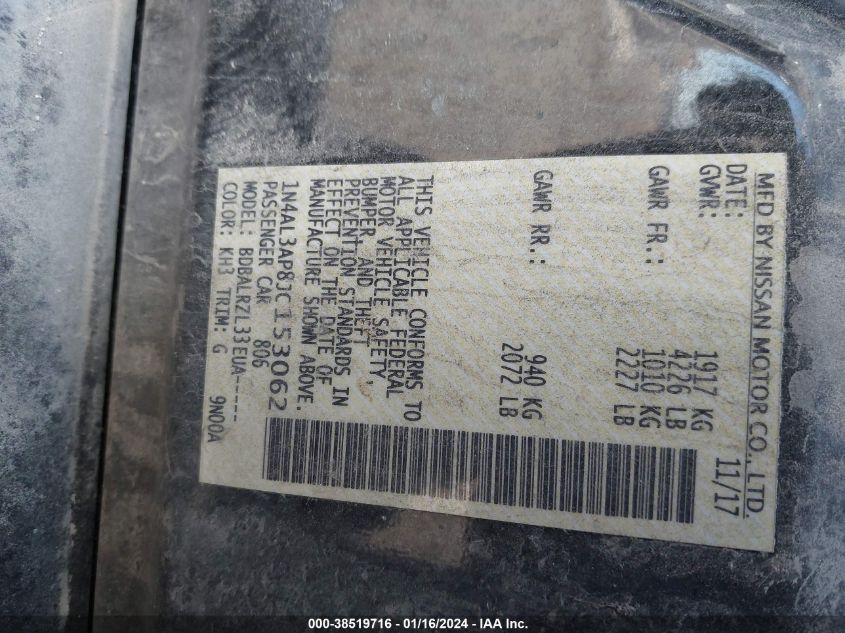 MFD BY NISSAN MOTOR CO., LTD.
DATE: 11/17
GVWR: 1917 KG
4226 LB
GAWR FR.: 1010 KG
2227 LB
GAWR RR.: 940 KG
2072 LB
THIS VEHICLE CONFORMS TO
ALL APPLICABLE FEDERAL
MOTOR VEHICLE SAFETY,
BUMPER, AND THEFT
PREVENTION STANDARDS IN
EFFECT ON THE DATE OF
MANUFACTURE SHOWN ABOVE.
1N4AL3AP8JC153062
PASSENGER CAR 806
MODEL: BDBALRZL33EUA-----
COLOR: KH3 TRIM: G 9N00A
000-38519716 - 01/16/2024 - IAA Inc.